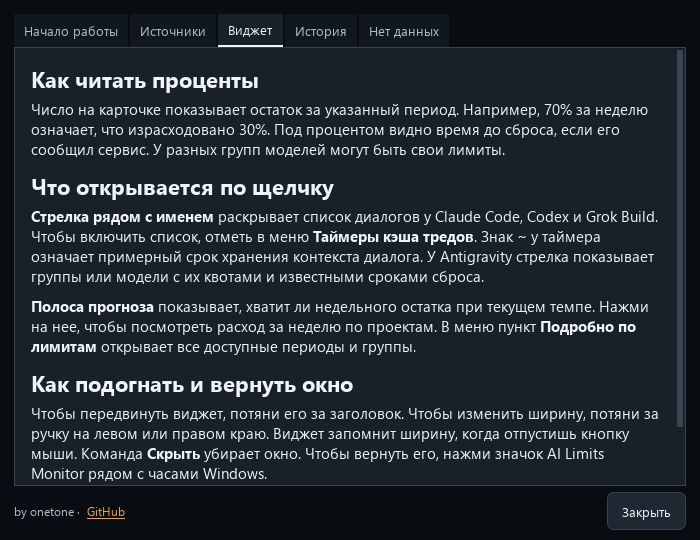 Начало работы
Источники
Виджет
История
Нет данных
Как читать проценты
Число на карточке показывает остаток за указанный период. Например, 70% за неделю
означает, что израсходовано 30%. Под процентом видно время до сброса, если его
сообщил сервис. У разных групп моделей могут быть свои лимиты.
Что открывается по щелчку
Стрелка рядом с именем раскрывает список диалогов у Claude Code, Codex и Grok Build.
Чтобы включить список, отметь в меню Таймеры кэша тредов. Знак ~ у таймера
означает примерный срок хранения контекста диалога. У Antigravity стрелка показывает
группы или модели с их квотами и известными сроками сброса.
Полоса прогноза показывает, хватит ли недельного остатка при текущем темпе. Нажми
на нее, чтобы посмотреть расход за неделю по проектам. В меню пункт Подробно по
лимитам открывает все доступные периоды и группы.
Как подогнать и вернуть окно
Чтобы передвинуть виджет, потяни его за заголовок. Чтобы изменить ширину, потяни за
ручку на левом или правом краю. Виджет запомнит ширину, когда отпустишь кнопку
мыши. Команда Скрыть убирает окно. Чтобы вернуть его, нажми значок AI Limits
Monitor рядом с часами Windows.
by onetone · GitHub
Закрыть